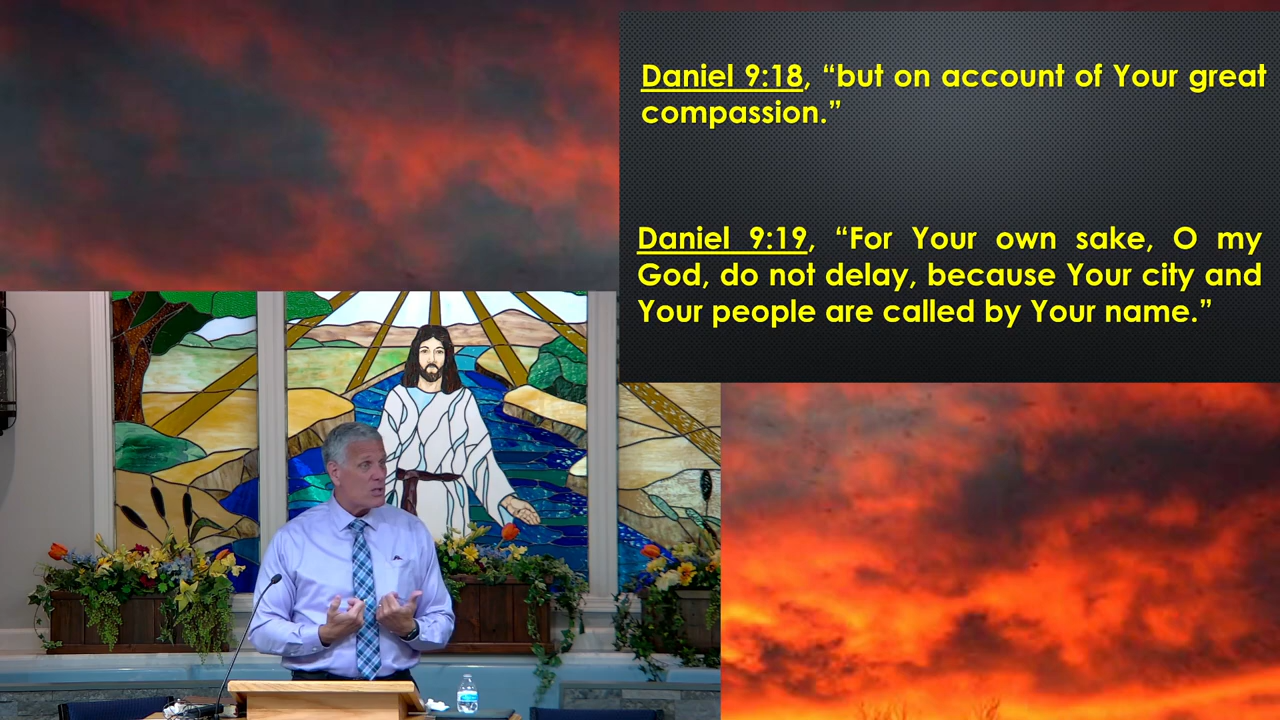 Daniel 9:18, “but on account of Your great
compassion.”
Daniel 9:19, “For Your own sake, O my
God, do not delay, because Your city and
Your people are called by Your name.”